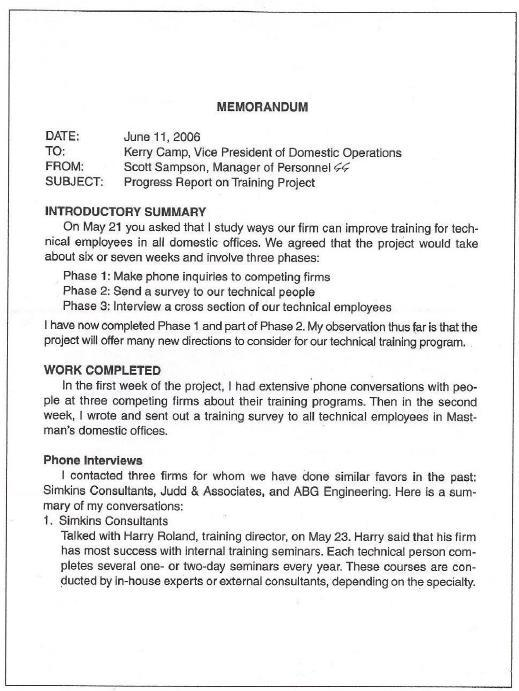 MEMORANDUM
DATE: June 11, 2006
TO: Kerry Camp, Vice President of Domestic Operations
FROM: Scott Sampson, Manager of Personnel
SUBJECT: Progress Report on Training Project
INTRODUCTORY SUMMARY
On May 21 you asked that I study ways our firm can improve training for tech-
nical employees in all domestic offices. We agreed that the project would take
about six or seven weeks and involve three phases:
Phase 1: Make phone inquiries to competing firms
Phase 2: Send a survey to our technical people
Phase 3: Interview a cross section of our technical employees
I have now completed Phase 1 and part of Phase 2. My observation thus far is that the
project will offer many new directions to consider for our technical training program.
WORK COMPLETED
In the first week of the project, I had extensive phone conversations with peo-
ple at three competing firms about their training programs. Then in the second
week, I wrote and sent out a training survey to all technical employees in Mast-
man's domestic offices.
Phone Interviews
I contacted three firms for whom we have done similar favors in the past:
Simkins Consultants, Judd & Associates, and ABG Engineering. Here is a sum-
mary of my conversations:
1. Simkins Consultants
Talked with Harry Roland, training director, on May 23. Harry said that his firm
has most success with internal training seminars. Each technical person com-
pletes several one- or two-day seminars every year. These courses are con-
ducted by in-house experts or external consultants, depending on the specialty.